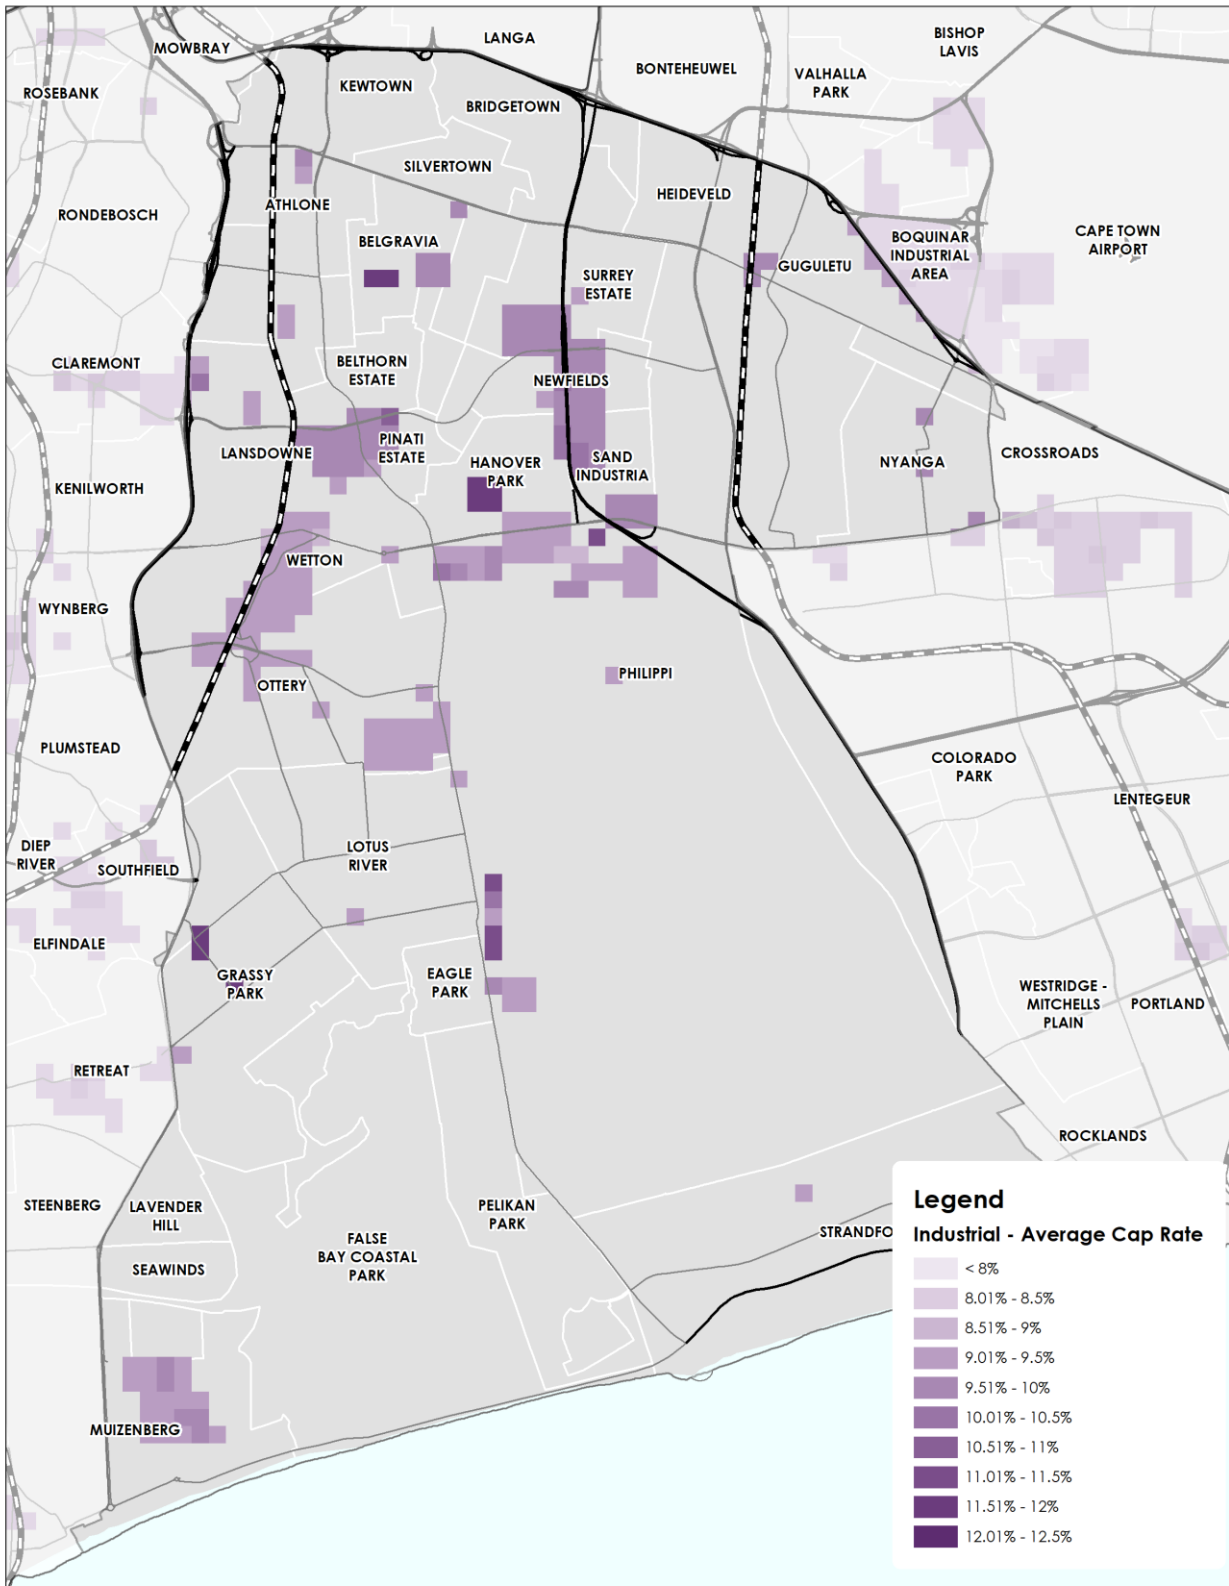 LANGA
BISHOP
LAVIS
MOWBRAY
BONTEHEUWEL
VALHALLA
PARK
ROSEBANK
KEWTOWN
BRIDGETOWN
SILVERTOWN
HEIDEVELD
ATHLONE
RONDEBOSCH
BELGRAVIA
BOQUINAR
INDUSTRIAL
AREA
CAPE TOWN
AIRPORT
SURREY
ESTATE
GUGULETU
CLAREMONT
BELTHORN
ESTATE
NEWFIELDS
LANSDOWNE
PINATI
ESTATE
HANOVER
PARK
SAND
INDUSTRIA
NYANGA
CROSSROADS
KENILWORTH
WETTON
WYNBERG
PHILIPPI
OTTERY
PLUMSTEAD
COLORADO
PARK
LENTEGEUR
DIEP
RIVER
SOUTHFIELD
LOTUS
RIVER
ELFINDALE
GRASSY
PARK
EAGLE
PARK
WESTRIDGE -
MITCHELLS
PLAIN
PORTLAND
RETREAT
ROCKLANDS
STEENBERG
LAVENDER
HILL
PELIKAN
PARK
STRANDFO
FALSE
BAY COASTAL
PARK
SEAWINDS
MUIZENBERG
Legend
Industrial - Average Cap Rate
< 8%
8.01% - 8.5%
8.51% - 9%
9.01% - 9.5%
9.51% - 10%
10.01% - 10.5%
10.51% - 11%
11.01% - 11.5%
11.51% - 12%
12.01% - 12.5%